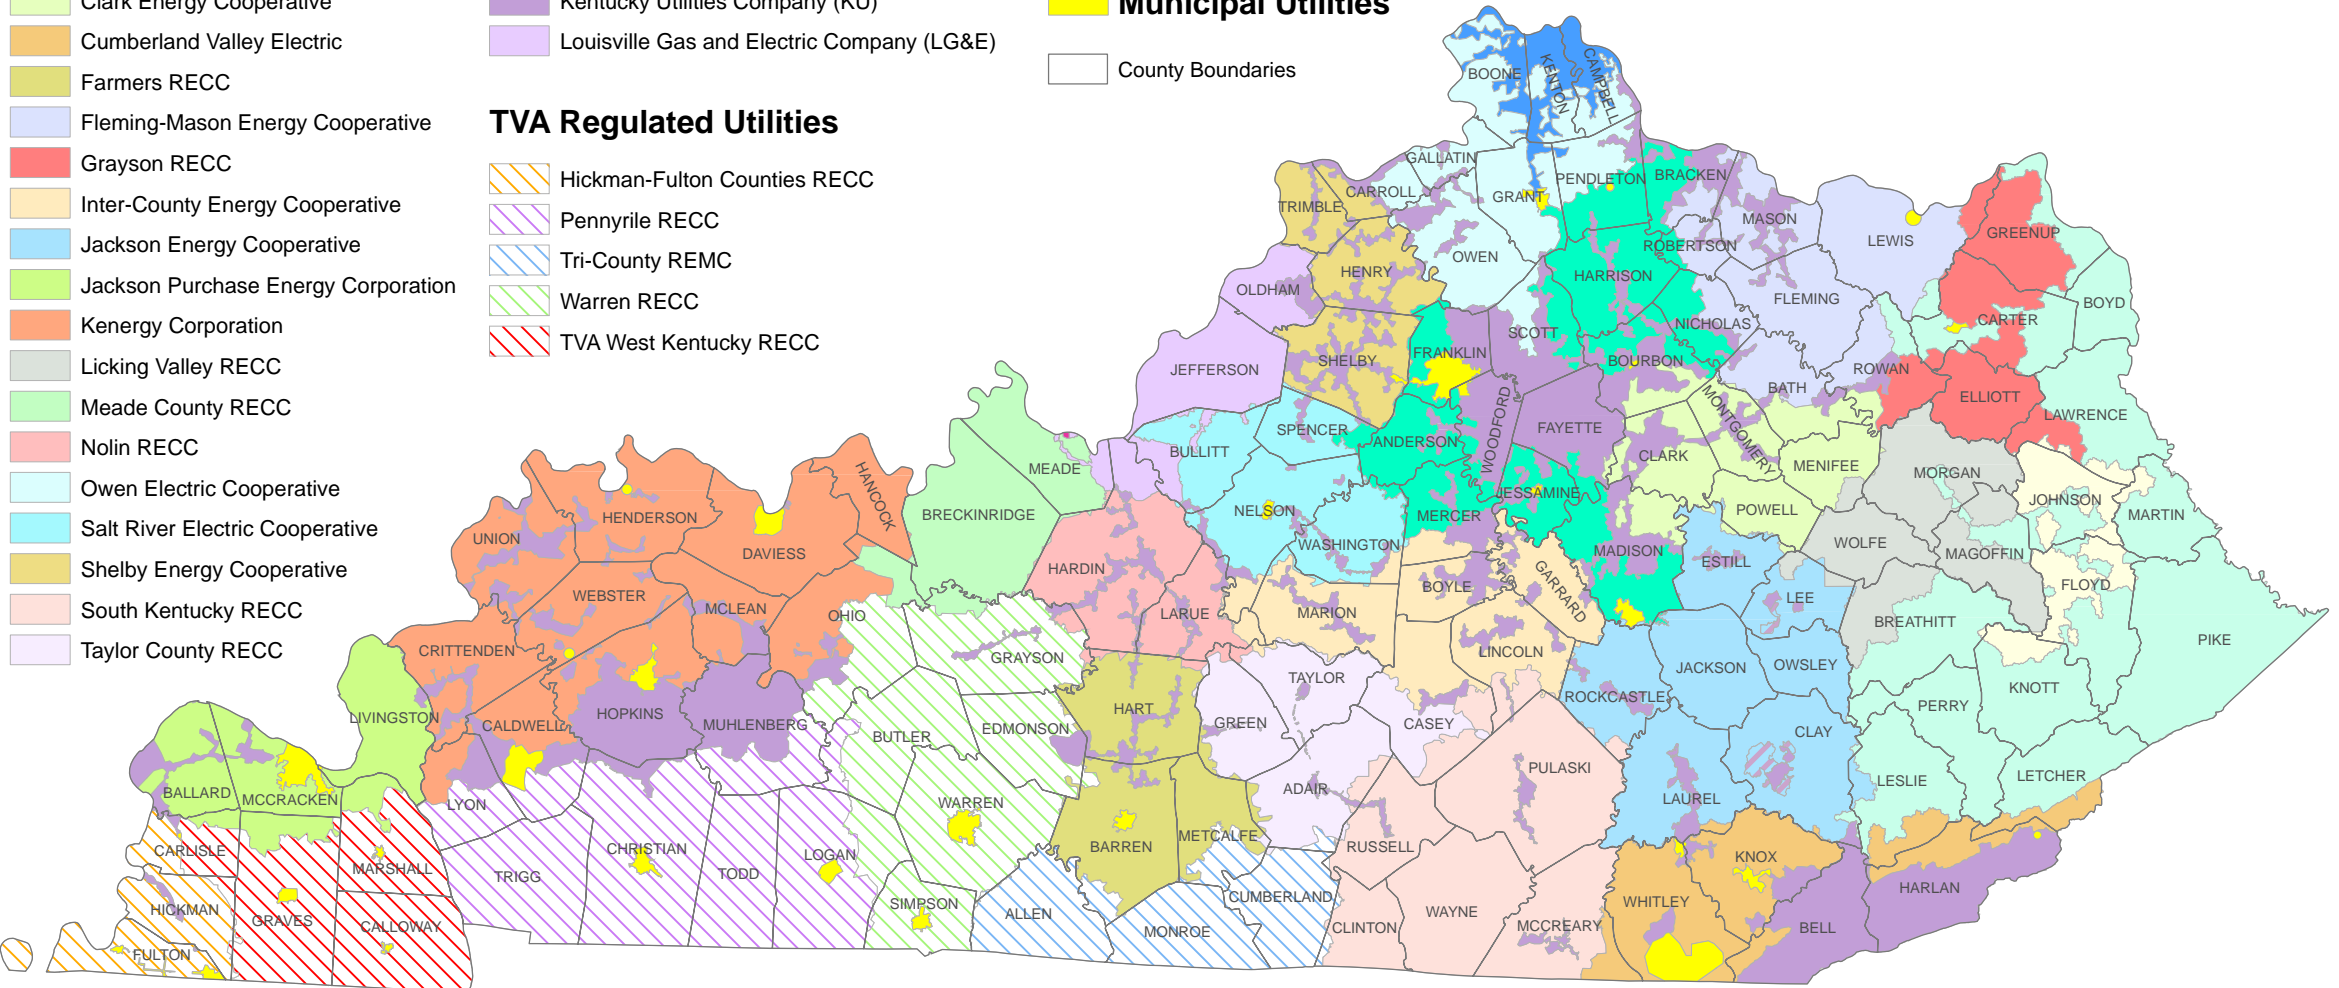 Clark Energy Cooperative
Cumberland Valley Electric
Farmers RECC
Fleming-Mason Energy Cooperative
Grayson RECC
Inter-County Energy Cooperative
Jackson Energy Cooperative
Jackson Purchase Energy Corporation
Kenergy Corporation
Licking Valley RECC
Meade County RECC
Nolin RECC
Owen Electric Cooperative
Salt River Electric Cooperative
Shelby Energy Cooperative
South Kentucky RECC
Taylor County RECC
Kentucky Utilities Company (KU)
Louisville Gas and Electric Company (LG&E)
TVA Regulated Utilities
Hickman-Fulton Counties RECC
Pennyrile RECC
Tri-County REMC
Warren RECC
TVA West Kentucky RECC
Municipal Utilities
County Boundaries
BOONE
KENTON
CAMPBELL
GALLATIN
CARROLL
TRIMBLE
GRANT
PENDLETON
BRACKEN
MASON
ROBERTSON
LEWIS
GREENUP
OWEN
HENRY
OLDHAM
HARRISON
FLEMING
BOYD
CARTER
NICHOLAS
SCOTT
FRANKLIN
SHELBY
JEFFERSON
BOURBON
ROWAN
BATH
ELLIOTT
LAWRENCE
MONTGOMERY
WOODFORD
FAYETTE
SPENCER
ANDERSON
BULLITT
CLARK
MENIFEE
MORGAN
MEADE
HANCOCK
BRECKINRIDGE
HENDERSON
UNION
DAVIESS
NELSON
WASHINGTON
MERCER
JESSAMINE
POWELL
JOHNSON
MARTIN
MADISON
ESTILL
WOLFE
MAGOFFIN
FLOYD
HARDIN
LARUE
MARION
BOYLE
GARRARD
LEE
BREATHITT
PIKE
WEBSTER
MCLEAN
OHIO
CRITTENDEN
GRAYSON
LINCOLN
JACKSON
OWSLEY
TAYLOR
ROCKCASTLE
KNOTT
PERRY
LIVINGSTON
CALDWELL
HOPKINS
MUHLENBERG
BUTLER
EDMONSON
HART
GREEN
CASEY
CLAY
PULASKI
LESLIE
LETCHER
BALLARD
MCCRACKEN
LYON
WARREN
ADAIR
LAUREL
METCALFE
BARREN
RUSSELL
KNOX
CARLISLE
MARSHALL
CHRISTIAN
LOGAN
TRIGG
TODD
HARLAN
CUMBERLAND
WHITLEY
HICKMAN
GRAVES
CALLOWAY
SIMPSON
ALLEN
MONROE
CLINTON
WAYNE
MCCREARY
BELL
FULTON